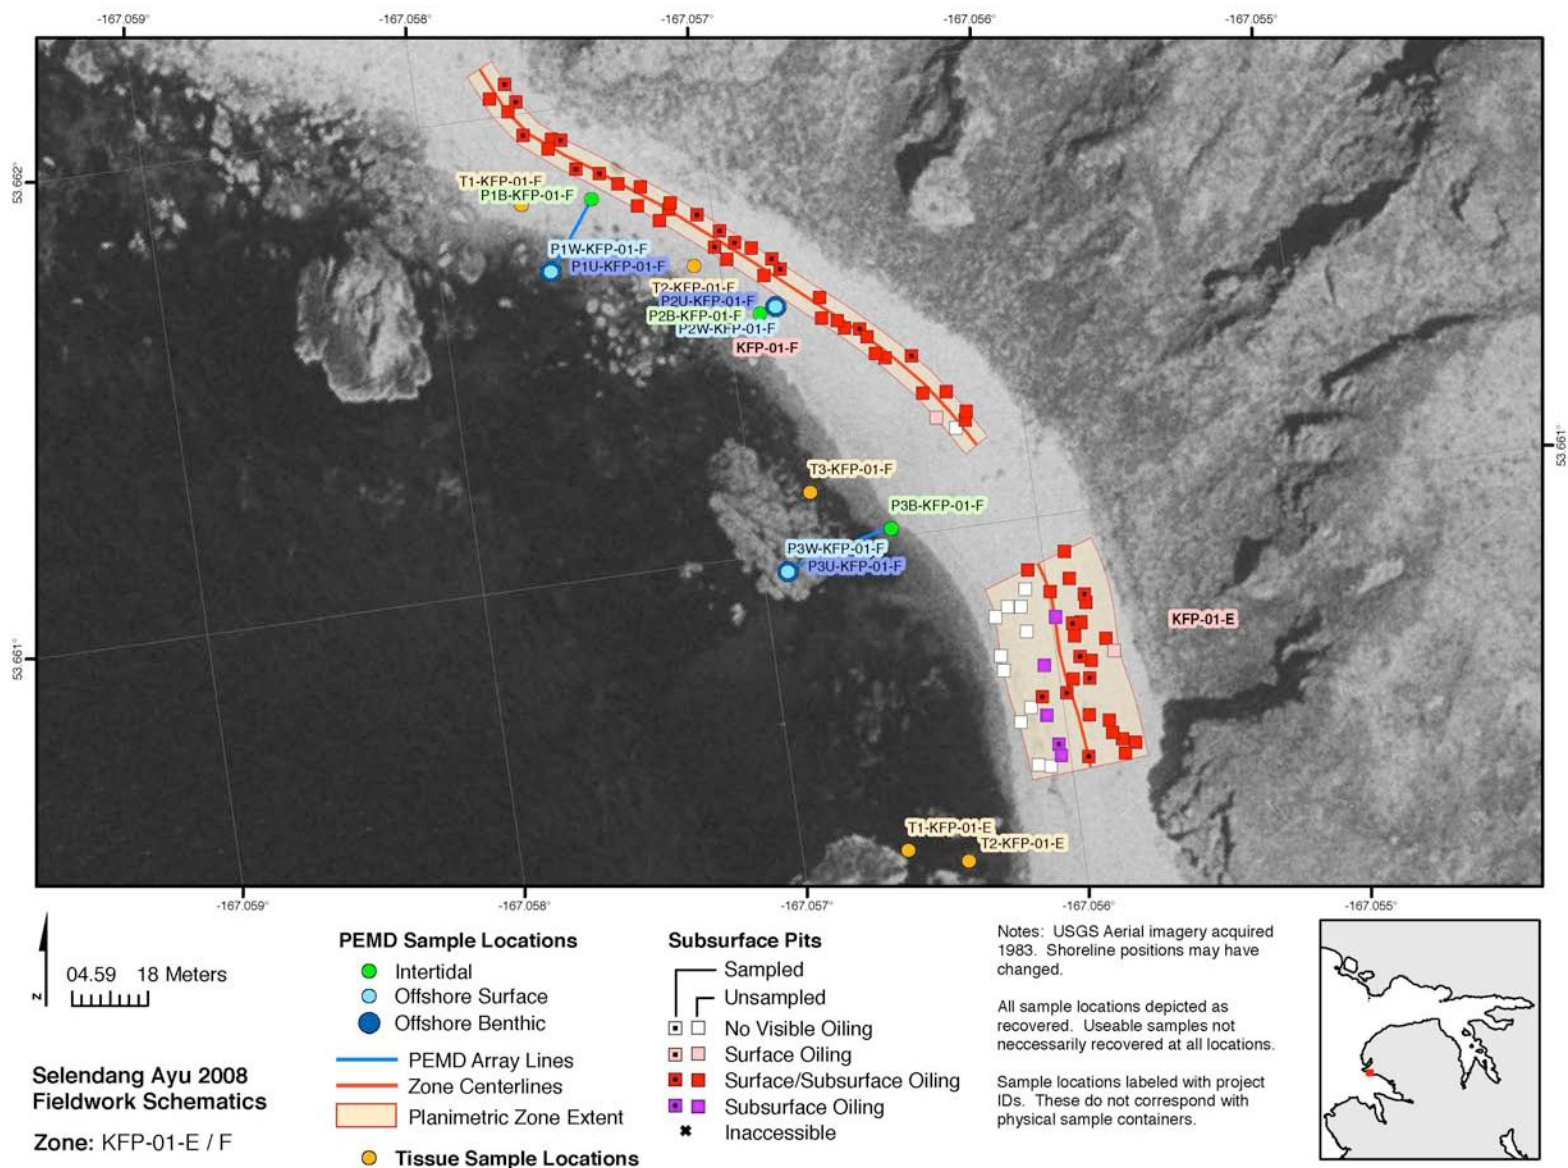 -167.059°
-167.058°
-167.057°
-167.056°
-167.055°
53.662°
53.661°
53.661°
T1-KFP-01-F
P1B-KFP-01-F
P1W-KFP-01-F
P1U-KFP-01-F
T2-KFP-01-F
P2U-KFP-01-F
P2B-KFP-01-F
P2W-KFP-01-F
KFP-01-F
T3-KFP-01-F
P3B-KFP-01-F
P3W-KFP-01-F
P3U-KFP-01-F
KFP-01-E
T1-KFP-01-E
T2-KFP-01-E
-167.059°
-167.058°
-167.057°
-167.056°
-167.055°
z
04.59 18 Meters
Selendang Ayu 2008
Fieldwork Schematics
Zone: KFP-01-E / F
PEMD Sample Locations
Intertidal
Offshore Surface
Offshore Benthic
PEMD Array Lines
Zone Centerlines
Planimetric Zone Extent
Tissue Sample Locations
Subsurface Pits
Sampled
Unsampled
No Visible Oiling
Surface Oiling
Surface/Subsurface Oiling
Subsurface Oiling
Inaccessible
Notes: USGS Aerial imagery acquired
1983. Shoreline positions may have
changed.
All sample locations depicted as
recovered. Useable samples not
neccessarily recovered at all locations.
Sample locations labeled with project
IDs. These do not correspond with
physical sample containers.